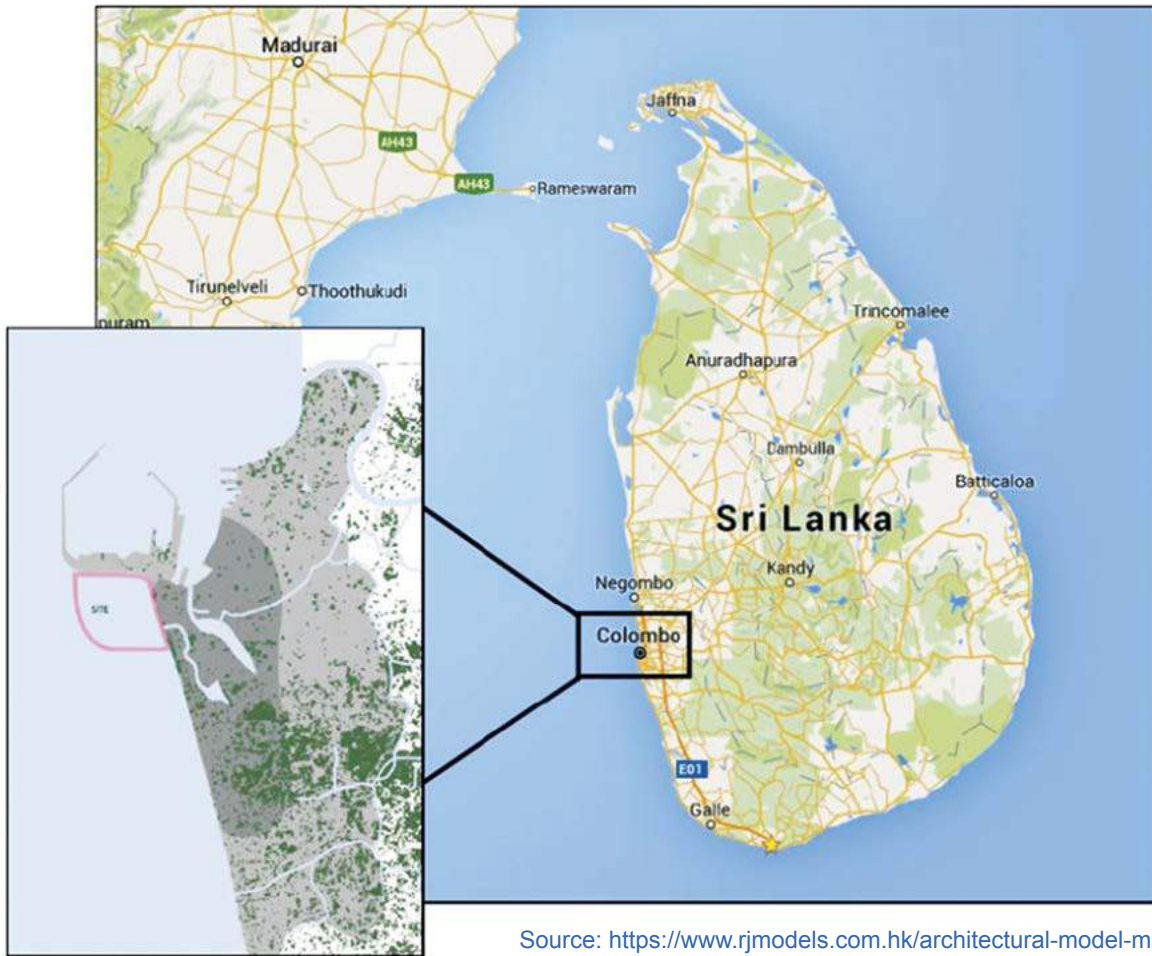 Madurai
Jaffna
AH43
AH43
Rameswaram
Tirunelveli
Thoothukudi
puram
Trincomalee
Anuradhapura
Dambulla
Batticaloa
Sri Lanka
Kandy
Negombo
SITE
Colombo
E01
Galle
Source: https://www.rjmodels.com.hk/architectural-model-m